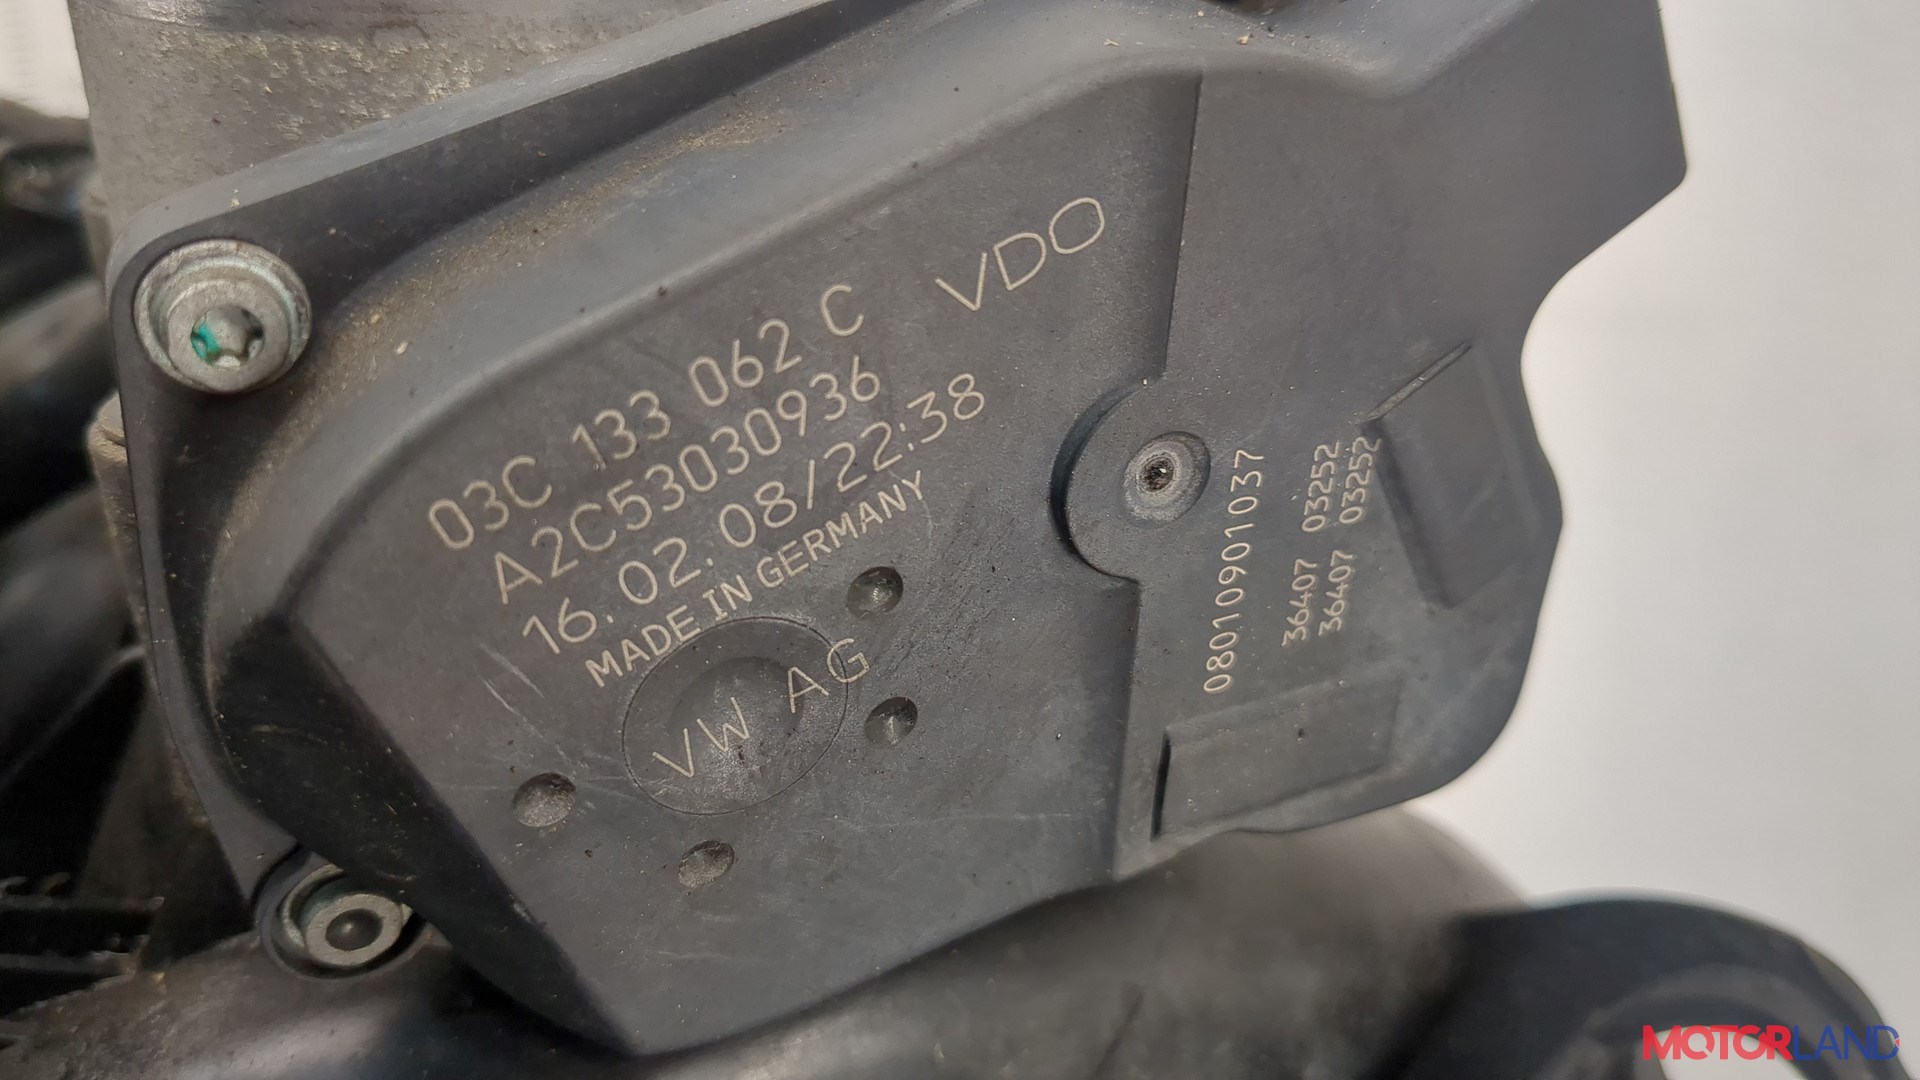 VDO
03C 133 062 C
A2C53030936
16.02.08/22:38
MADE IN GERMANY
VW AG
08010901037
36407 03252
36407 03252
MOTORLAND